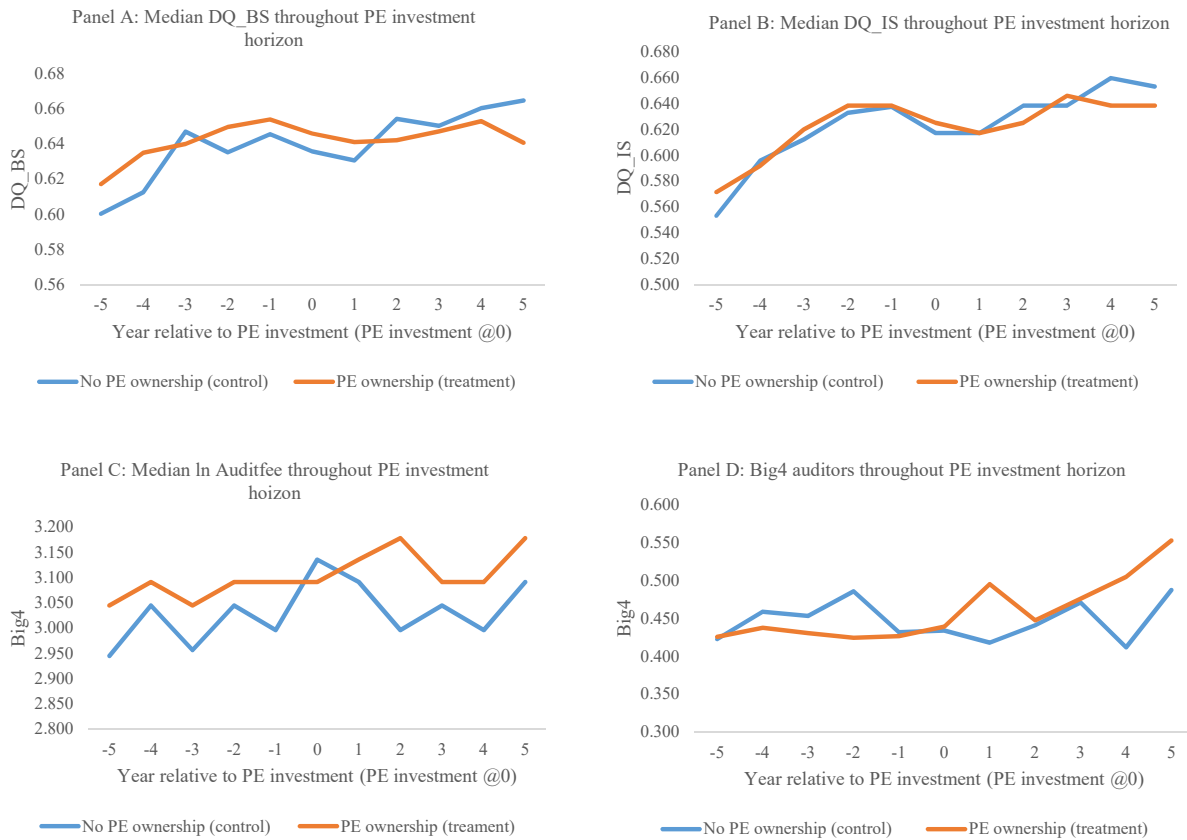 Panel A: Median DQ_BS throughout PE investment
horizon
0.68
0.66
0.64
0.62
0.60
0.58
0.56
DQ_BS
-5 -4 -3 -2 -1 0 1 2 3 4 5
Year relative to PE investment (PE investment @0)
No PE ownership (control) PE ownership (treatment)
Panel B: Median DQ_IS throughout PE investment horizon
0.680
0.660
0.640
0.620
0.600
0.580
0.560
0.540
0.520
0.500
DQ_IS
-5 -4 -3 -2 -1 0 1 2 3 4 5
Year relative to PE investment (PE investment @0)
No PE ownership (control) PE ownership (treatment)
Panel C: Median ln Auditfee throughout PE investment
hoizon
3.200
3.150
3.100
3.050
3.000
2.950
2.900
2.850
2.800
Big4
-5 -4 -3 -2 -1 0 1 2 3 4 5
Year relative to PE investment (PE investment @0)
No PE ownership (control) PE ownership (treament)
Panel D: Big4 auditors throughout PE investment horizon
0.600
0.550
0.500
0.450
0.400
0.350
0.300
Big4
-5 -4 -3 -2 -1 0 1 2 3 4 5
Year relative to PE investment (PE investment @0)
No PE ownership (control) PE ownership (treatment)